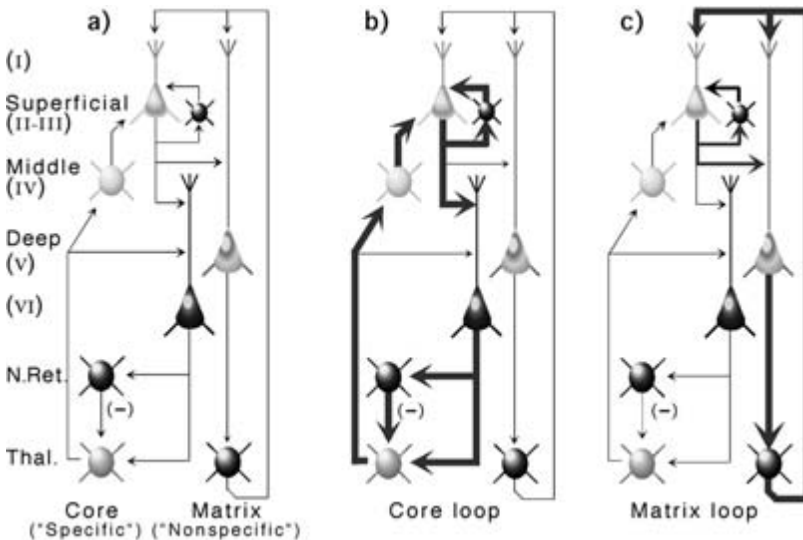 a)
b)
c)
(I)
Superficial
(II-III)
Middle
(IV)
Deep
(V)
(VI)
N.Ret.
(−)
(−)
(−)
Thal.
Core
("Specific")
Matrix
("Nonspecific")
Core loop
Matrix loop